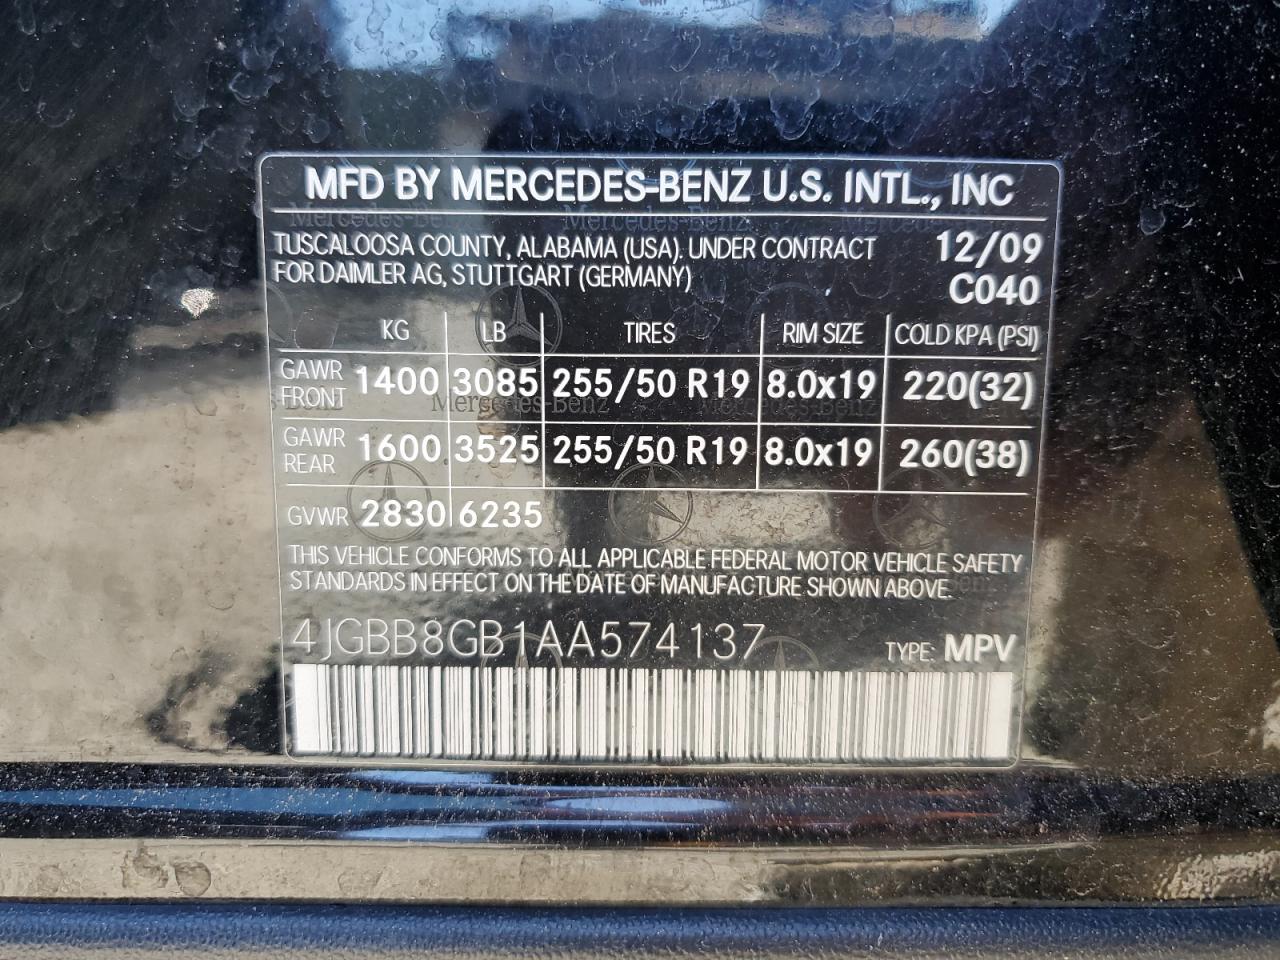 MFD BY MERCEDES-BENZ U.S. INTL., INC
TUSCALOOSA COUNTY, ALABAMA (USA). UNDER CONTRACT 12/09
FOR DAIMLER AG, STUTTGART (GERMANY) C040
KG LB TIRES RIM SIZE COLD KPA (PSI)
GAWR FRONT 1400 3085 255/50 R19 8.0x19 220(32)
GAWR REAR 1600 3525 255/50 R19 8.0x19 260(38)
GVWR 2830 6235
THIS VEHICLE CONFORMS TO ALL APPLICABLE FEDERAL MOTOR VEHICLE SAFETY
STANDARDS IN EFFECT ON THE DATE OF MANUFACTURE SHOWN ABOVE.
4JGBB8GB1AA574137 TYPE: MPV